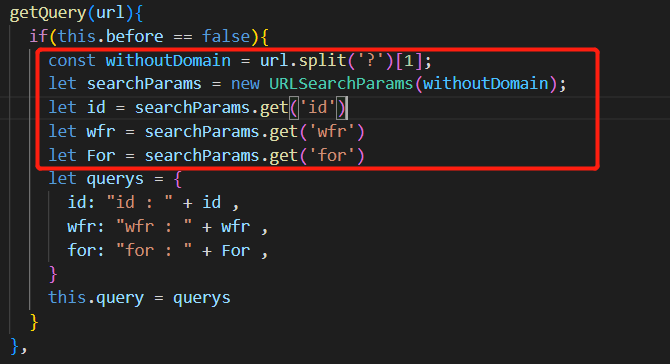 getQuery(url){
if(this.before == false){
const withoutDomain = url.split('?')[1];
let searchParams = new URLSearchParams(withoutDomain);
let id = searchParams.get('id')
let wfr = searchParams.get('wfr')
let For = searchParams.get('for')
let querys = {
id: "id : " + id ,
wfr: "wfr : " + wfr ,
for: "for : " + For ,
}
this.query = querys
}
},